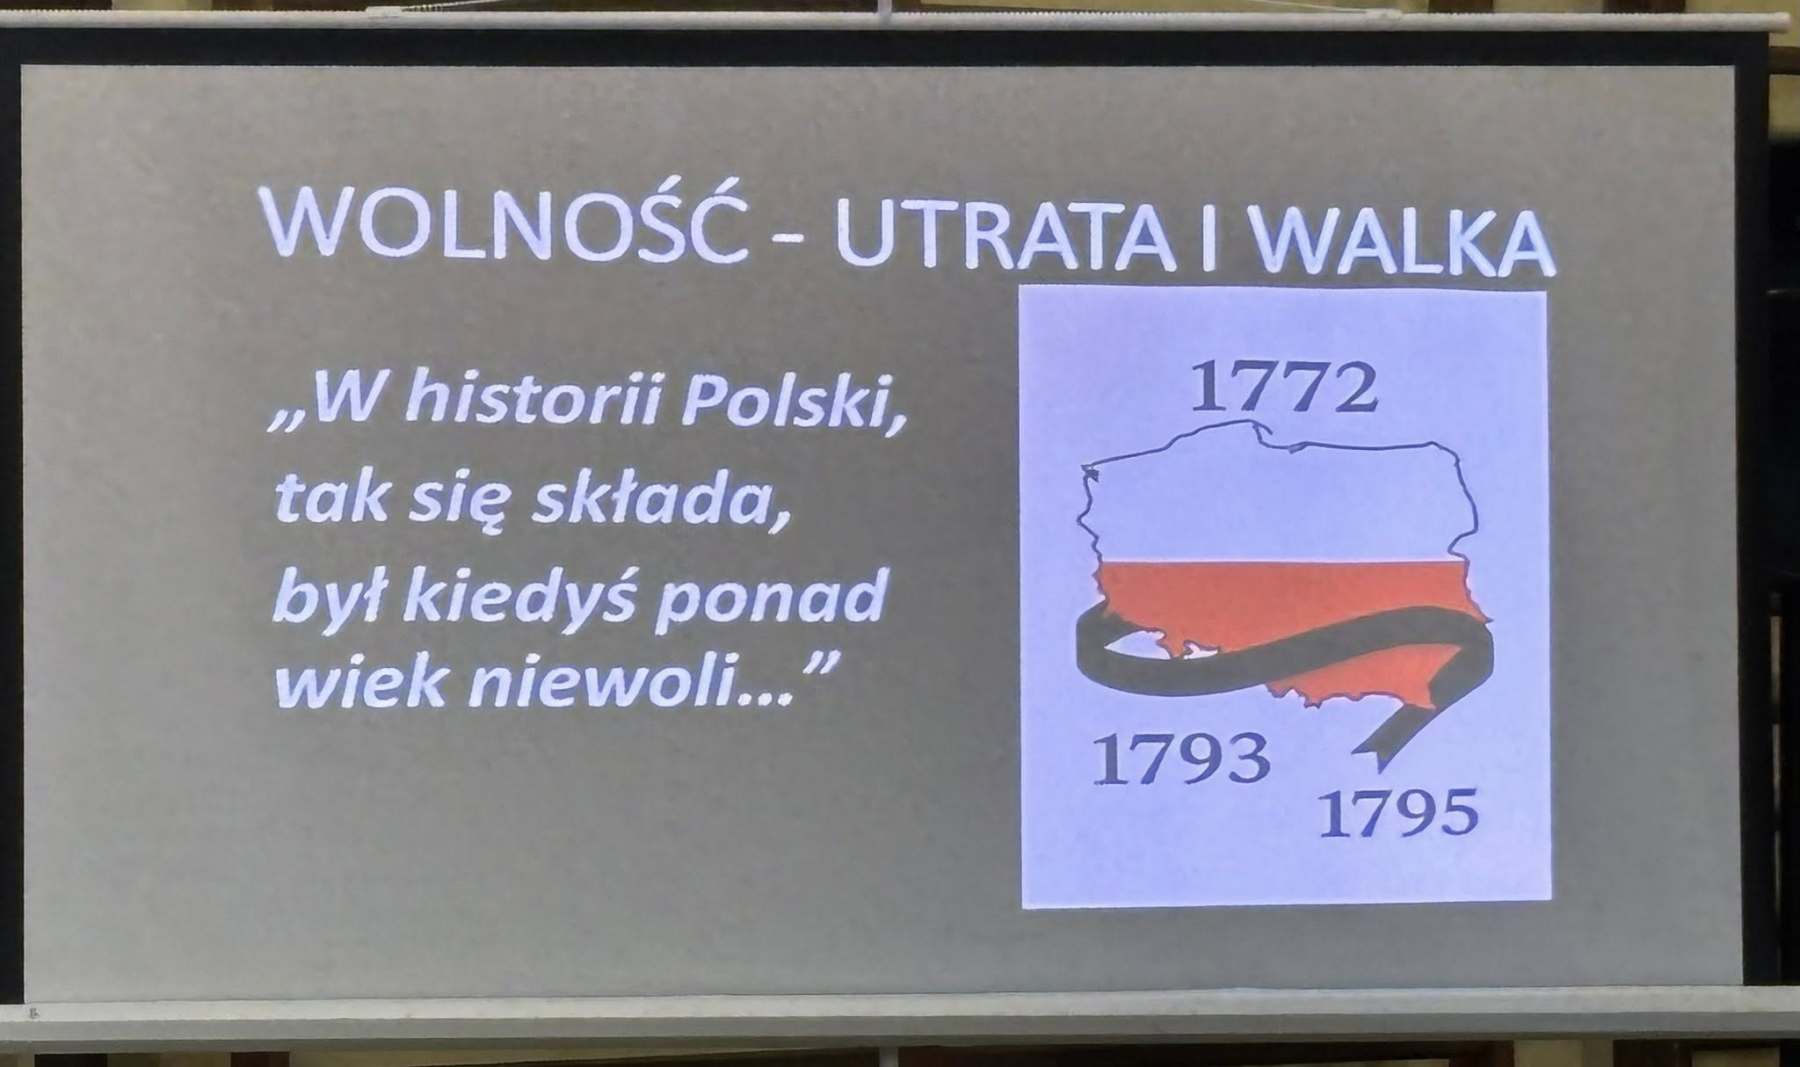 WOLNOŚĆ - UTRATA I WALKA
„W historii Polski,
tak się składa,
był kiedyś ponad
wiek niewoli...”
1772
1793
1795